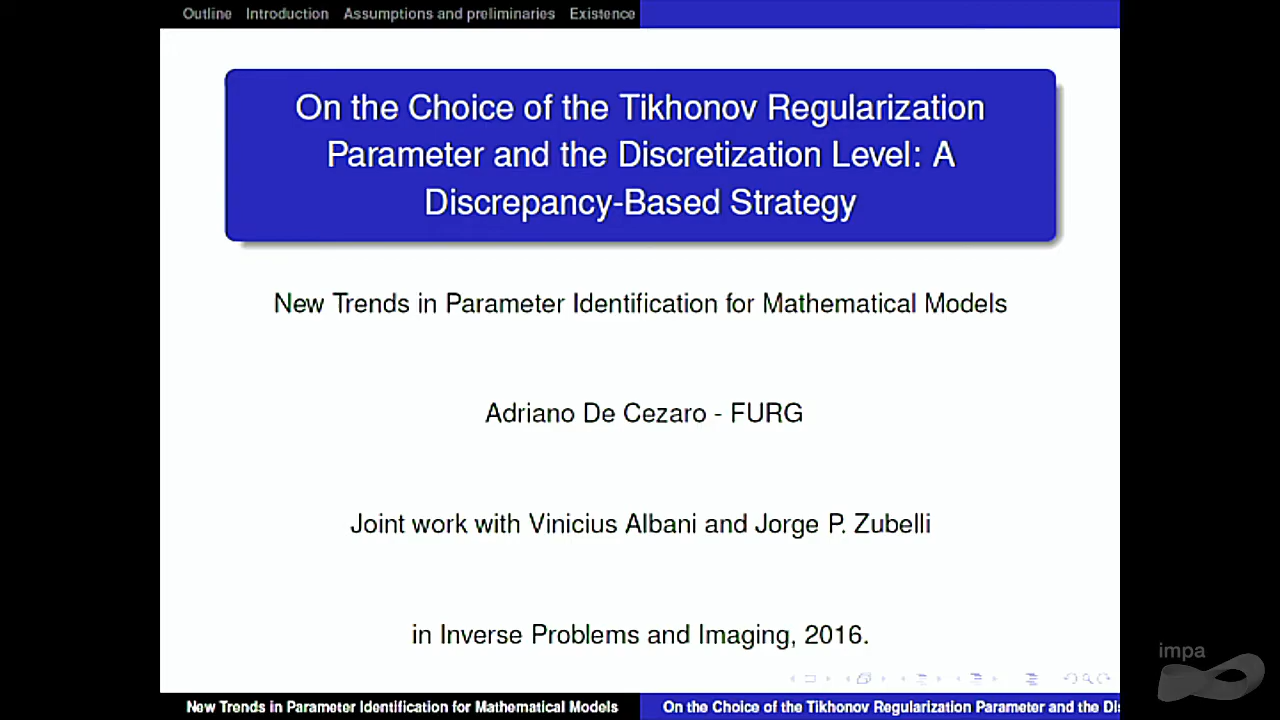 Outline Introduction Assumptions and preliminaries Existence
On the Choice of the Tikhonov Regularization
Parameter and the Discretization Level: A
Discrepancy-Based Strategy
New Trends in Parameter Identification for Mathematical Models
Adriano De Cezaro - FURG
Joint work with Vinicius Albani and Jorge P. Zubelli
in Inverse Problems and Imaging, 2016.
impa
New Trends in Parameter Identification for Mathematical Models On the Choice of the Tikhonov Regularization Parameter and the Dis